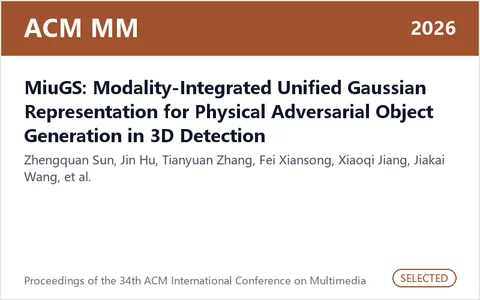 ACM MM
2026
MiuGS: Modality-Integrated Unified Gaussian
Representation for Physical Adversarial Object
Generation in 3D Detection
Zhengquan Sun, Jin Hu, Tianyuan Zhang, Fei Xiansong, Xiaoqi Jiang, Jiakai
Wang, et al.
Proceedings of the 34th ACM International Conference on Multimedia
SELECTED